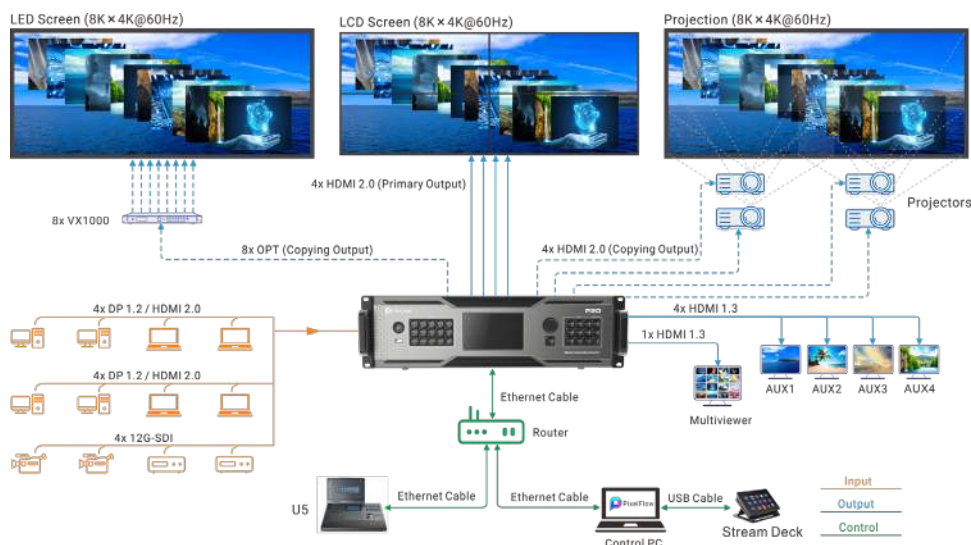 LED Screen (8K×4K@60Hz)
LCD Screen (8K×4K@60Hz)
Projection (8K×4K@60Hz)
4x HDMI 2.0 (Primary Output)
8x VX1000
Projectors
8x OPT (Copying Output)
4x HDMI 2.0 (Copying Output)
4x DP 1.2 / HDMI 2.0
4x HDMI 1.3
1x HDMI 1.3
4x DP 1.2 / HDMI 2.0
AUX1
AUX2
AUX3
AUX4
Ethernet Cable
Multiviewer
Router
4x 12G-SDI
Input
Ethernet Cable
Ethernet Cable
USB Cable
PixelFlow
Output
U5
Stream Deck
Control
Control PC